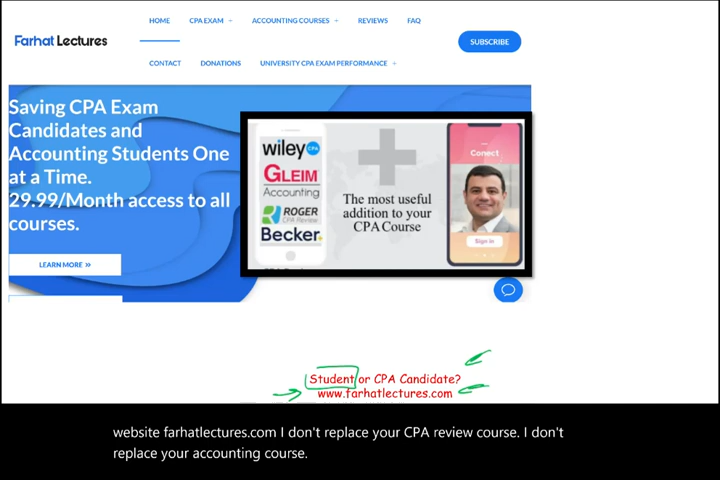 HOME
CPA EXAM
ACCOUNTING COURSES
REVIEWS
FAQ
Farhat Lectures
SUBSCRIBE
CONTACT
DONATIONS
UNIVERSITY CPA EXAM PERFORMANCE
Saving CPA Exam
Candidates and
Accounting Students One
at a Time.
29.99/Month access to all
courses.
LEARN MORE »
wiley CPA
GLEIM
Accounting
ROGER
CPA Review
Becker
The most useful
addition to your
CPA Course
Conect
Sign in
Student or CPA Candidate?
www.farhatlectures.com
website farhatlectures.com I don't replace your CPA review course. I don't
replace your accounting course.